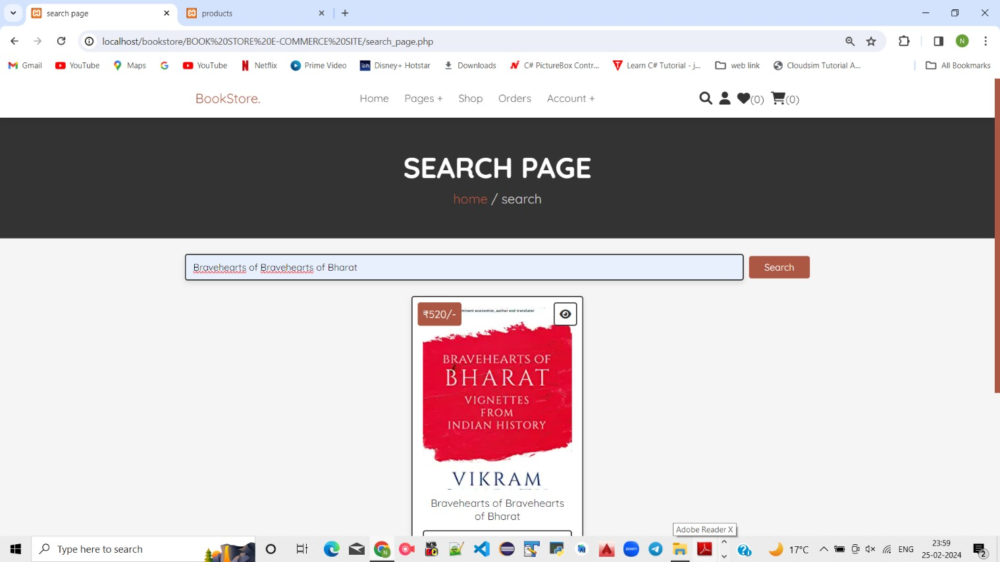 search page
products
localhost/bookstore/BOOK%20STORE%20E-COMMERCE%20SITE/search_page.php
N
Gmail YouTube Maps YouTube Netflix Prime Video Disney+ Hotstar Downloads C# PictureBox Contr... Learn C# Tutorial - j... web link Cloudsim Tutorial A... All Bookmarks
BookStore. Home Pages + Shop Orders Account + (0) (0)
SEARCH PAGE
home / search
Bravehearts of Bravehearts of Bharat Search
₹520/- minent economist, author and translator
BRAVEHEARTS OF
BHARAT
VIGNETTES
FROM
INDIAN HISTORY
VIKRAM
Bravehearts of Bravehearts
of Bharat
Adobe Reader X
Type here to search zoom 17°C ENG 23:59
25-02-2024 2